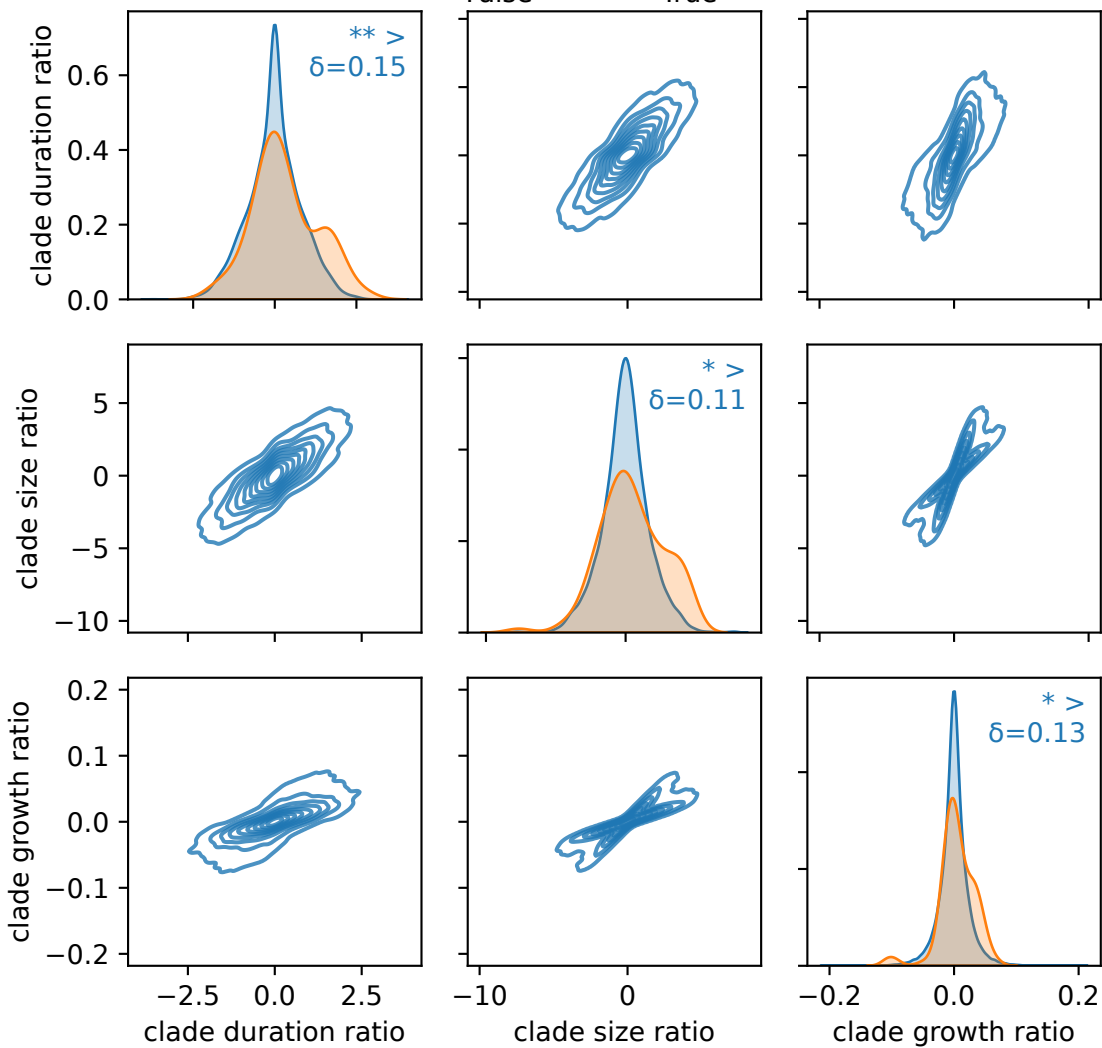 clade duration ratio
0.6
0.4
0.2
0.0
** >
δ=0.15
clade size ratio
5
0
−5
−10
* >
δ=0.11
clade growth ratio
0.2
0.1
0.0
−0.1
−0.2
* >
δ=0.13
−2.5 0.0 2.5
−10 0
−0.2 0.0 0.2
clade duration ratio
clade size ratio
clade growth ratio